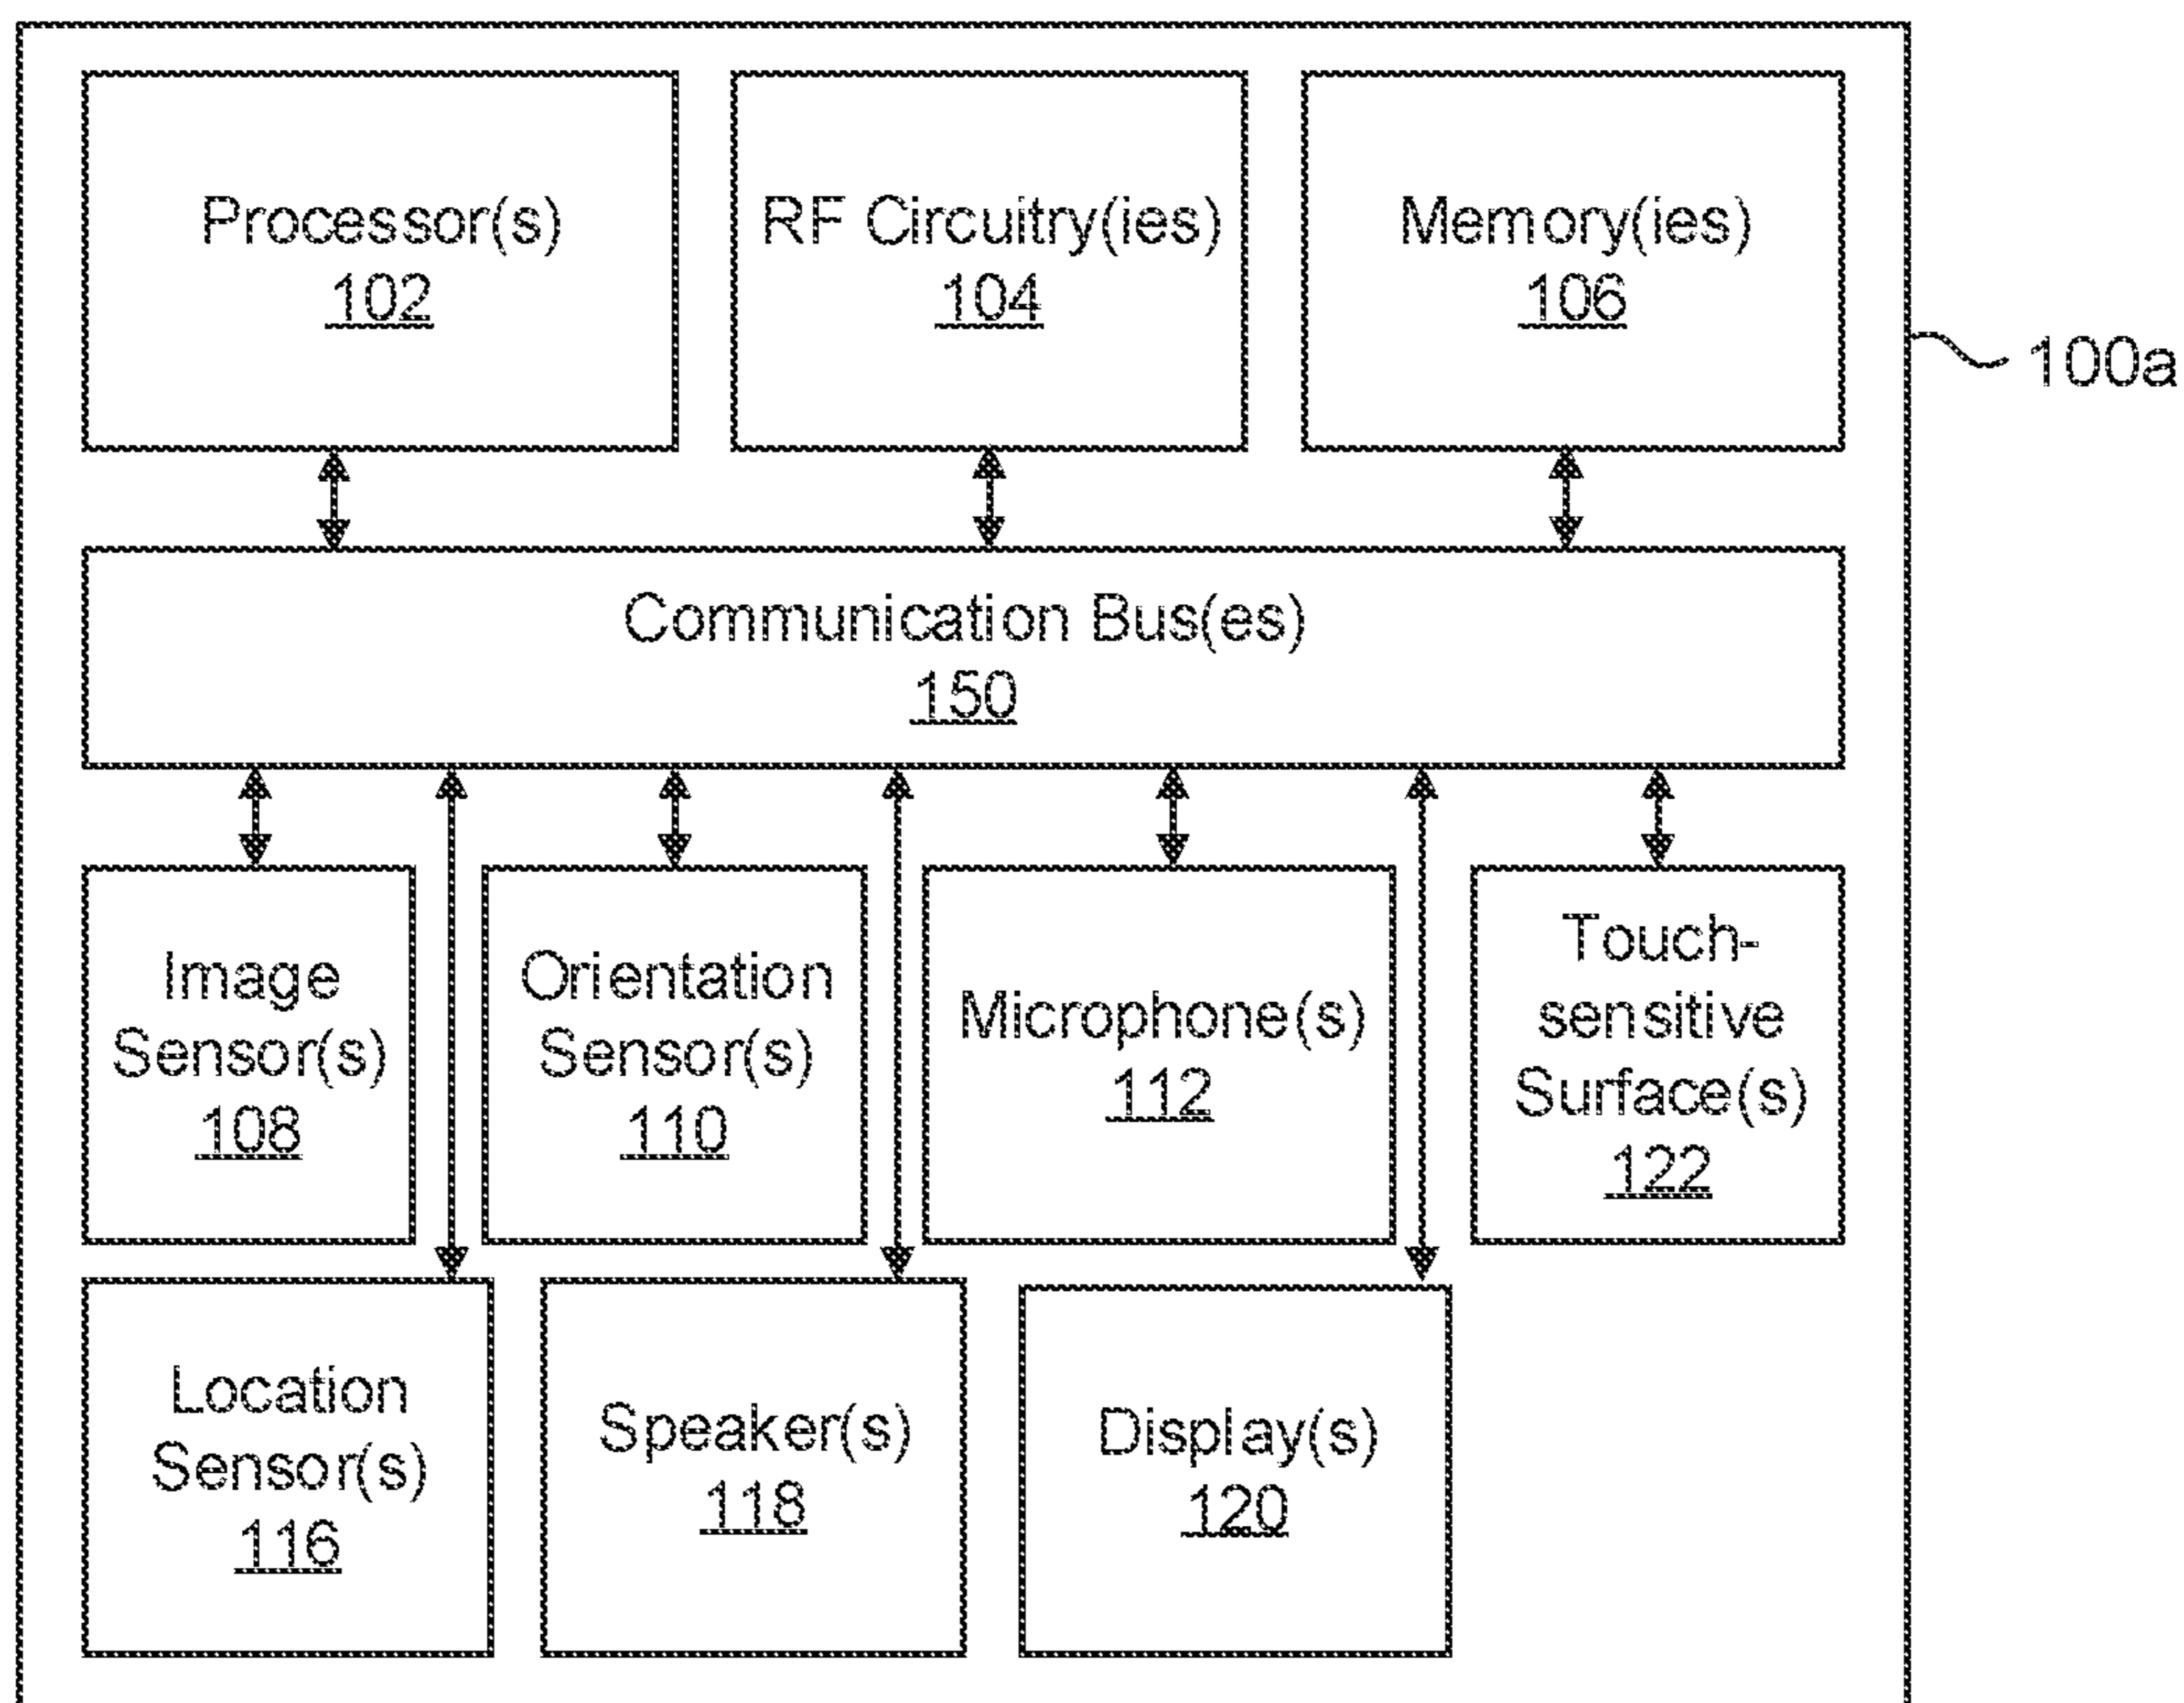 Processor(s)
102
RF Circuitry(ies)
104
Memory(ies)
106
100a
Communication Bus(es)
150
Image
Sensor(s)
108
Orientation
Sensor(s)
110
Microphone(s)
112
Touch-
sensitive
Surface(s)
122
Location
Sensor(s)
116
Speaker(s)
118
Display(s)
120